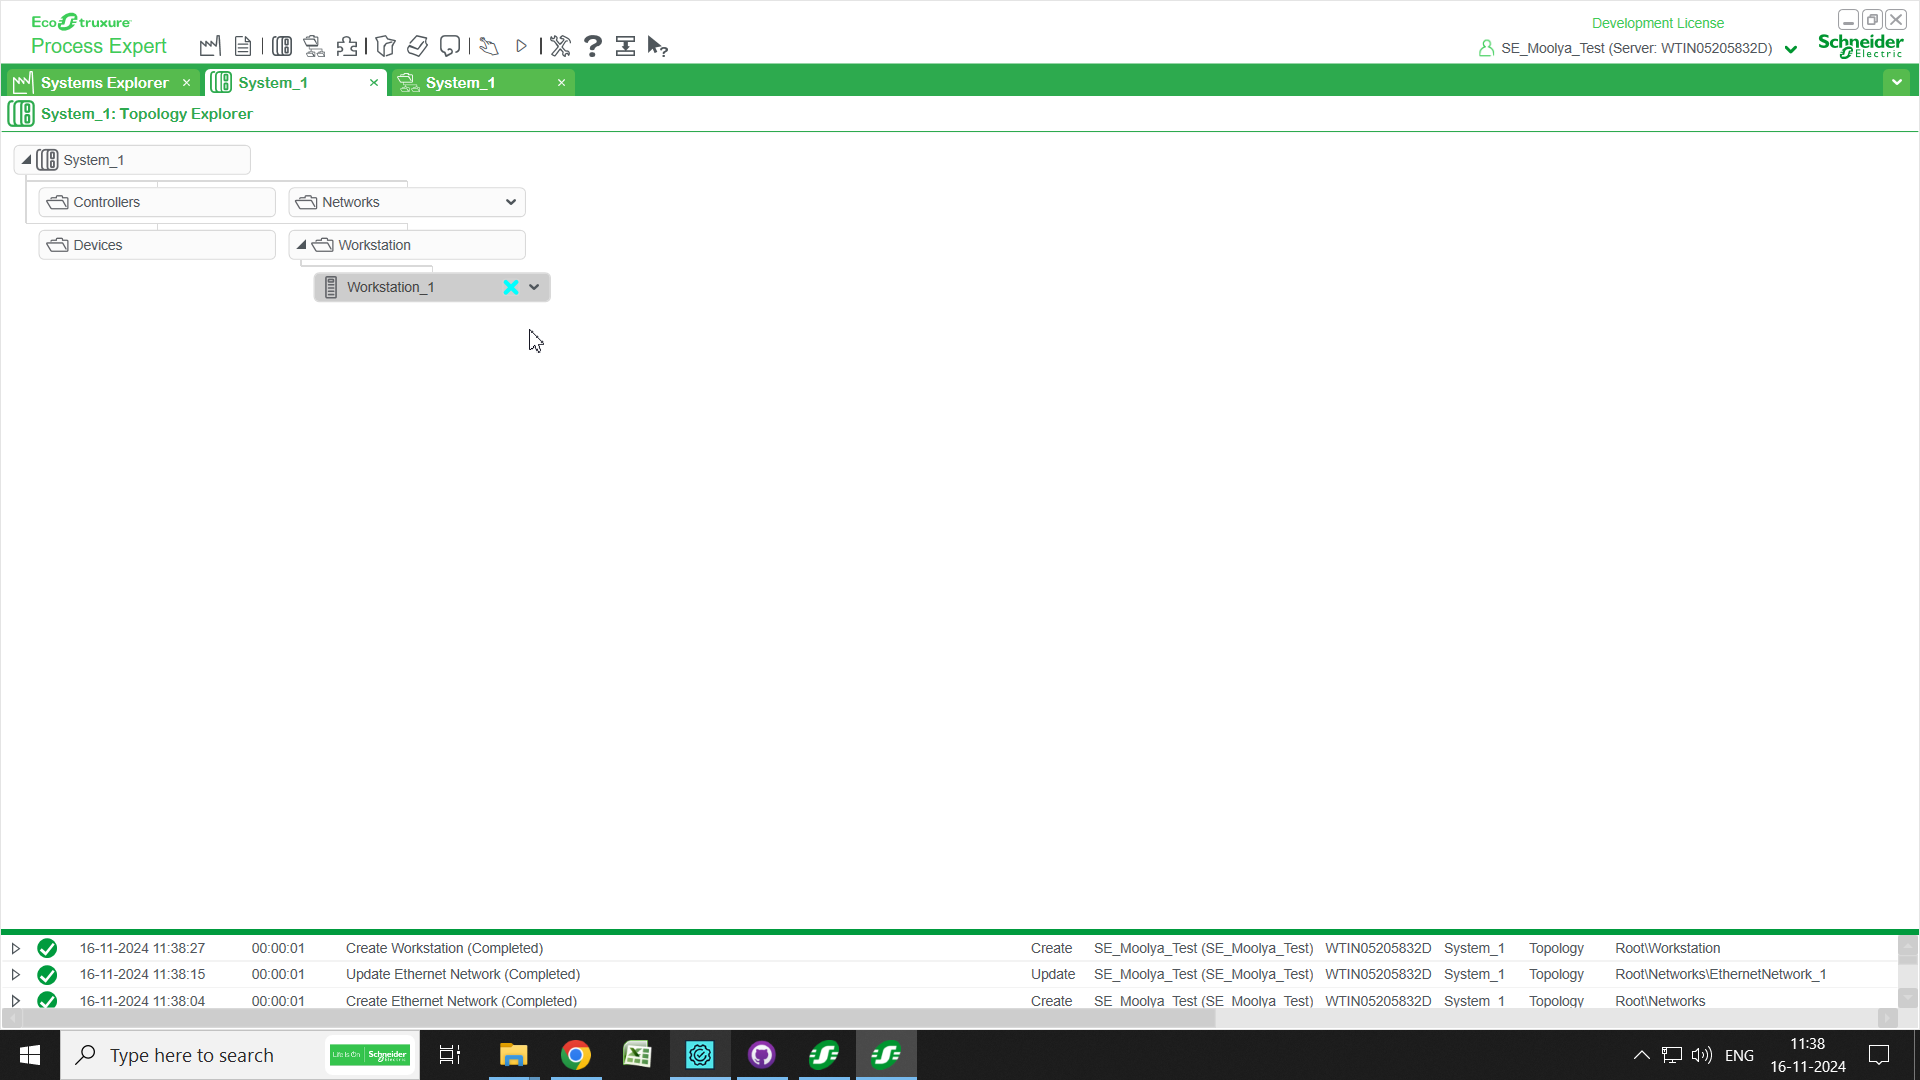 EcoStruxure
Process Expert
Development License
SE_Moolya_Test (Server: WTIN05205832D)
Schneider
Electric
Systems Explorer
System_1
System_1
System_1: Topology Explorer
System_1
Controllers
Networks
Devices
Workstation
Workstation_1
16-11-2024 11:38:27 00:00:01 Create Workstation (Completed) Create SE_Moolya_Test (SE_Moolya_Test) WTIN05205832D System_1 Topology Root\Workstation
16-11-2024 11:38:15 00:00:01 Update Ethernet Network (Completed) Update SE_Moolya_Test (SE_Moolya_Test) WTIN05205832D System_1 Topology Root\Networks\EthernetNetwork_1
16-11-2024 11:38:04 00:00:01 Create Ethernet Network (Completed) Create SE_Moolya_Test (SE_Moolya_Test) WTIN05205832D System_1 Topology Root\Networks
Type here to search
Life Is On Schneider Electric
ENG
11:38
16-11-2024